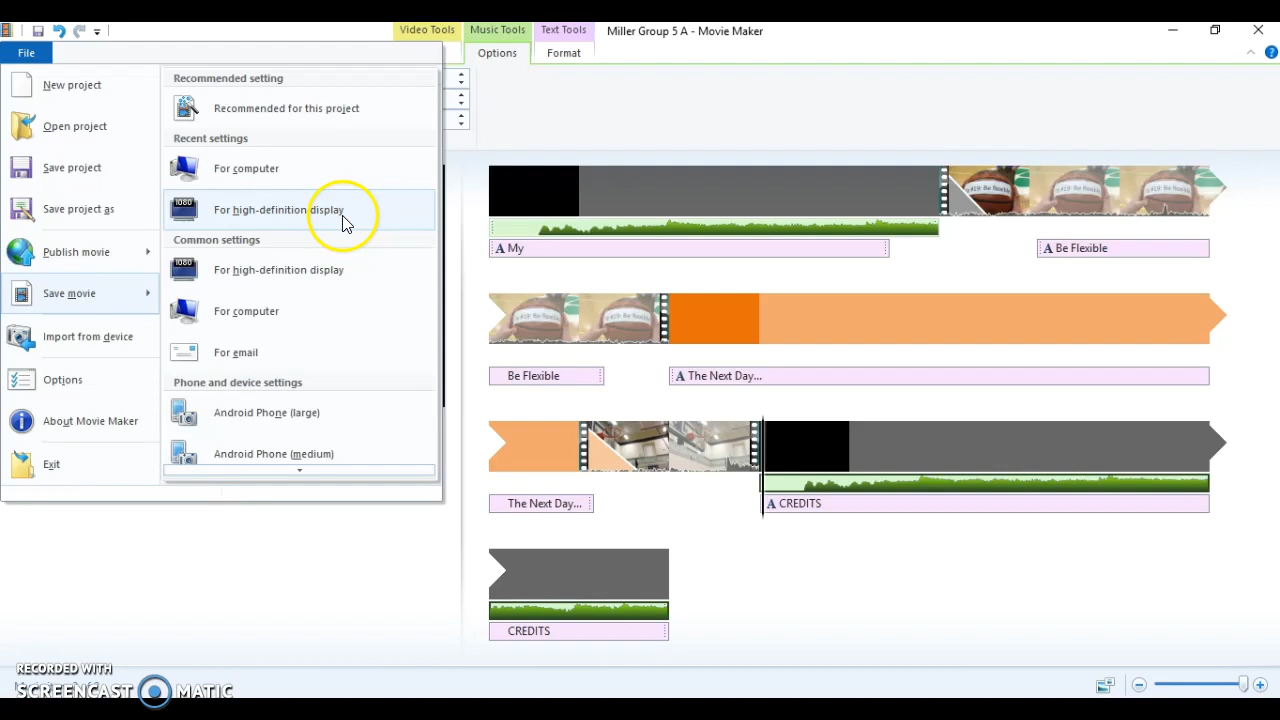 Video Tools Music Tools Text Tools Miller Group 5 A - Movie Maker
File Options Format
New project
Open project
Save project
Save project as
Publish movie
Save movie
Import from device
Options
About Movie Maker
Exit
Recommended setting
Recommended for this project
Recent settings
For computer
1080 For high-definition display
Common settings
1080 For high-definition display
For computer
For email
Phone and device settings
Android Phone (large)
Android Phone (medium)
A My
A Be Flexible
Be Flexible
A The Next Day...
The Next Day...
A CREDITS
CREDITS
RECORDED WITH
SCREENCAST MATIC